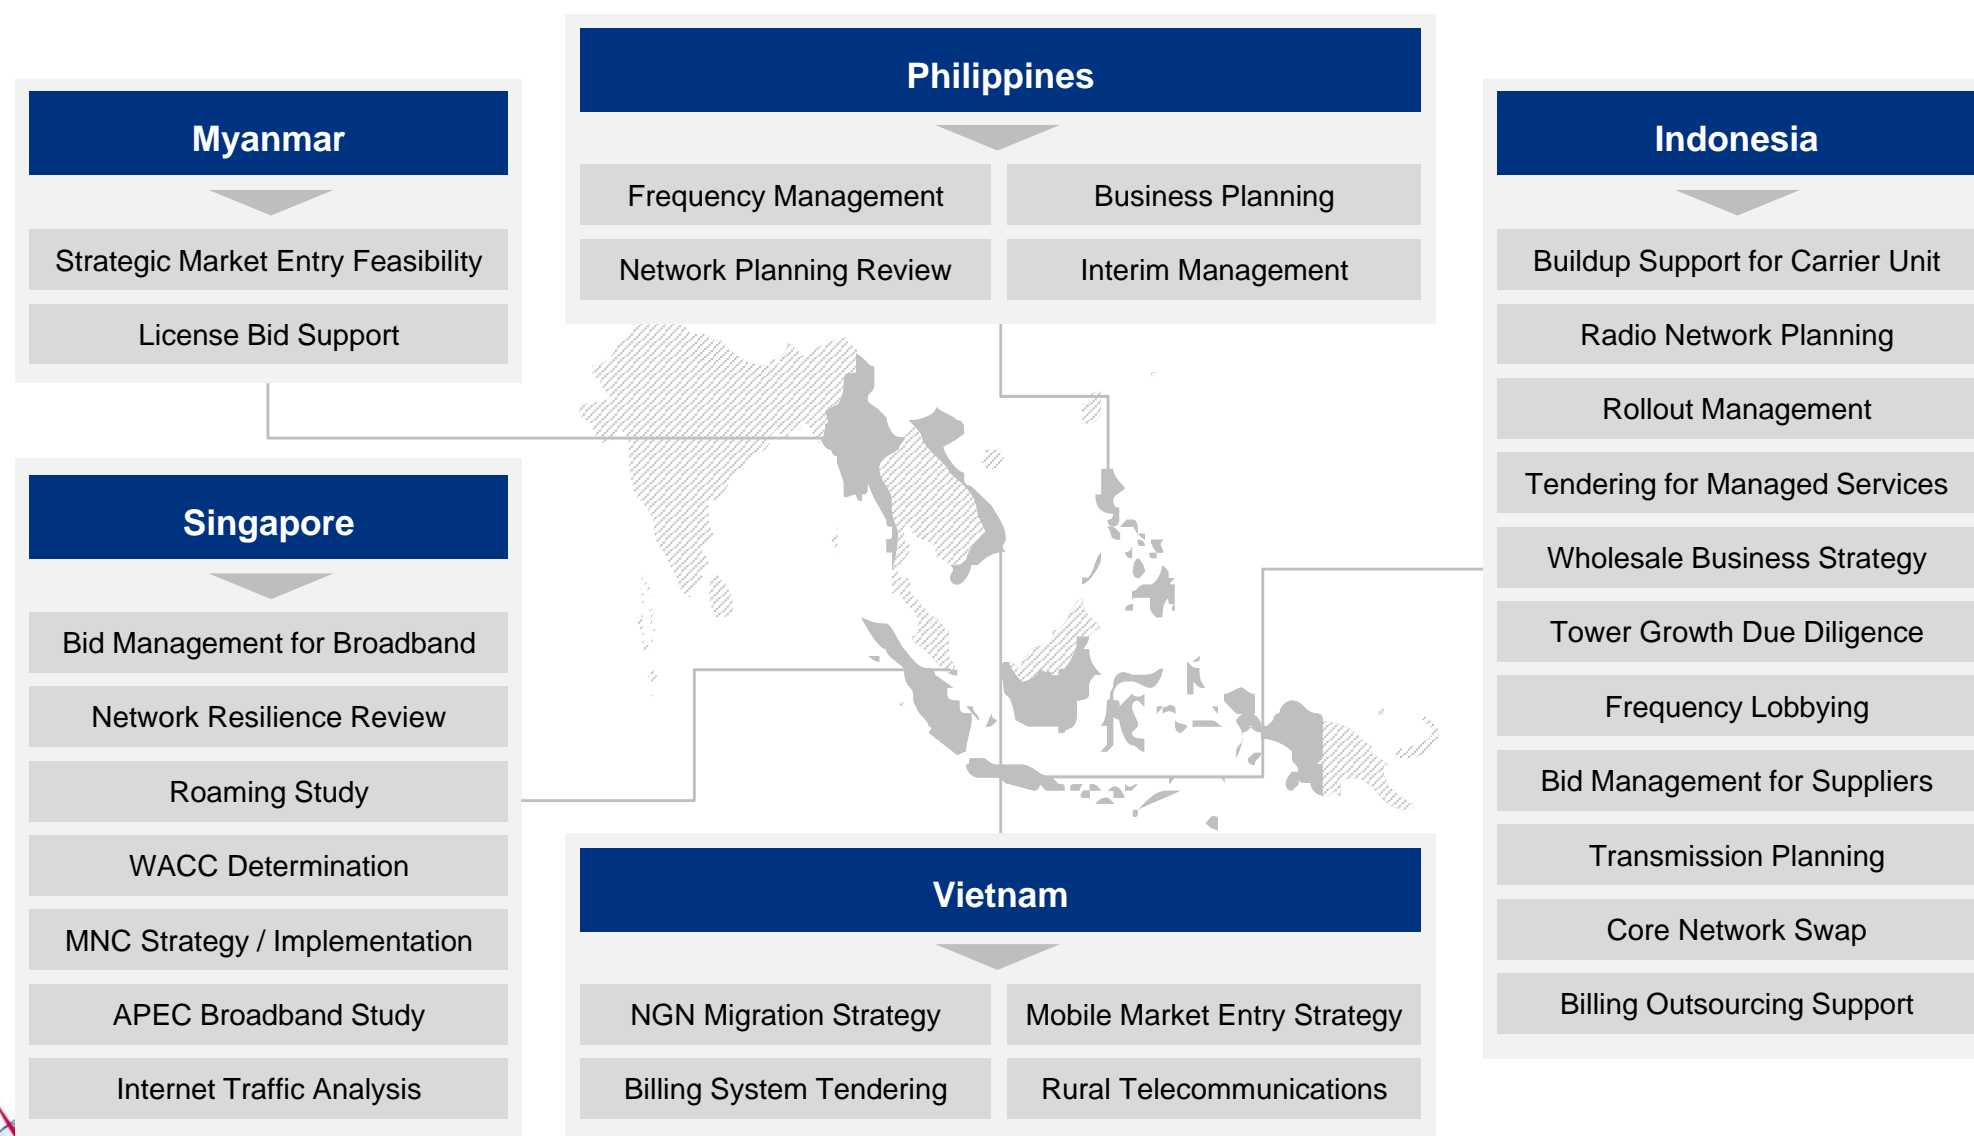 Philippines
Frequency Management
Business Planning
Network Planning Review
Interim Management
Myanmar
Strategic Market Entry Feasibility
License Bid Support
Singapore
Bid Management for Broadband
Network Resilience Review
Roaming Study
WACC Determination
MNC Strategy / Implementation
APEC Broadband Study
Internet Traffic Analysis
Vietnam
NGN Migration Strategy
Mobile Market Entry Strategy
Billing System Tendering
Rural Telecommunications
Indonesia
Buildup Support for Carrier Unit
Radio Network Planning
Rollout Management
Tendering for Managed Services
Wholesale Business Strategy
Tower Growth Due Diligence
Frequency Lobbying
Bid Management for Suppliers
Transmission Planning
Core Network Swap
Billing Outsourcing Support